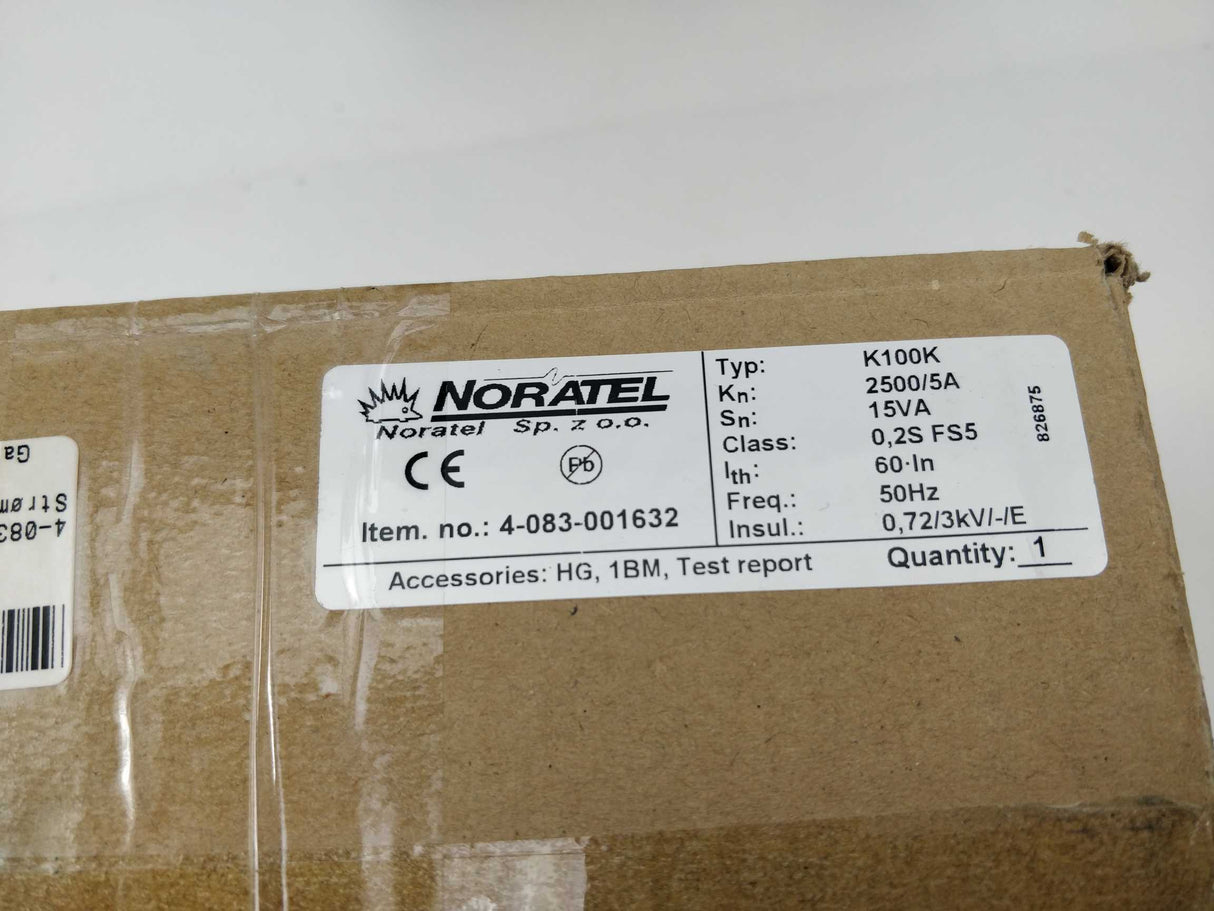 NORATEL
Noratel Sp. z o.o.
CE
Pb
Item. no.: 4-083-001632
Typ: K100K
Kn: 2500/5A
Sn: 15VA
Class: 0,2S FS5
Ith: 60·In
Freq.: 50Hz
Insul.: 0,72/3kV/-/E
826875
Accessories: HG, 1BM, Test report
Quantity: 1
4-083
Strøm
Ga